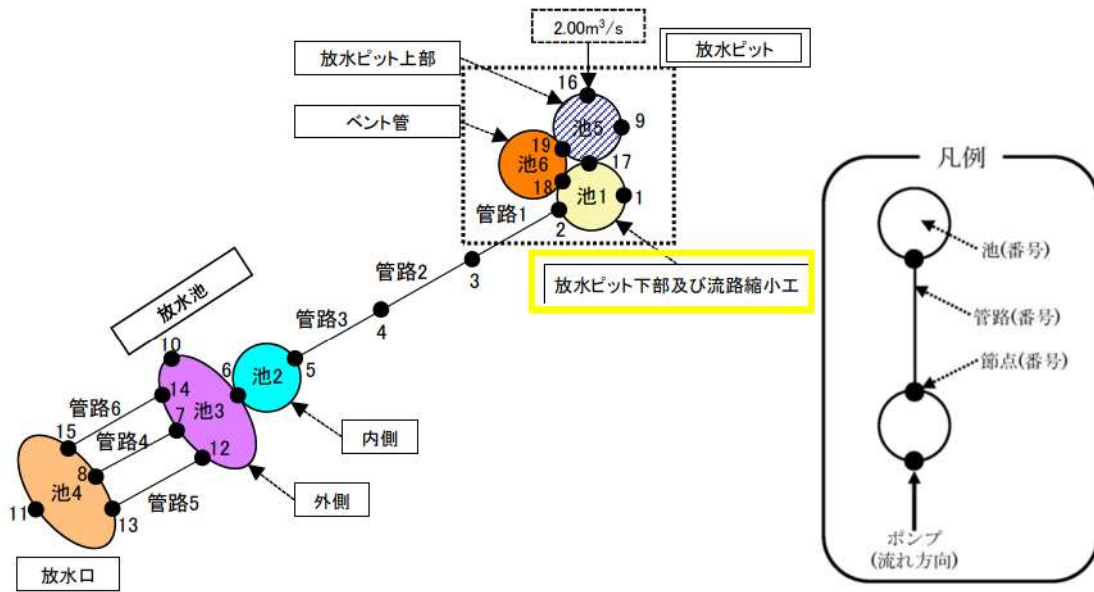 2.00m³/s
放水ピット
放水ピット上部
ベント管
16
池5
9
19
17
池6
18
池1
1
2
管路1
3
放水ピット下部及び流路縮小工
管路2
4
管路3
5
放水池
10
6
池2
14
池3
7
12
管路6
管路4
管路5
15
8
池4
11
13
内側
外側
放水口
凡例
池(番号)
管路(番号)
節点(番号)
ポンプ
(流れ方向)